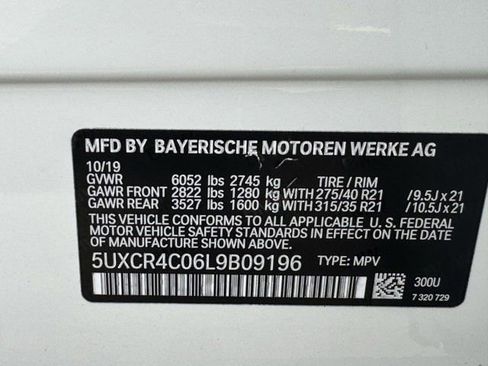 MFD BY BAYERISCHE MOTOREN WERKE AG
10/19
GVWR 6052 lbs 2745 kg TIRE / RIM
GAWR FRONT 2822 lbs 1280 kg WITH 275/40 R21 /9.5J x 21
GAWR REAR 3527 lbs 1600 kg WITH 315/35 R21 /10.5J x 21
THIS VEHICLE CONFORMS TO ALL APPLICABLE U. S. FEDERAL
MOTOR VEHICLE SAFETY STANDARDS IN EFFECT ON THE
DATE OF MANUFACTURE SHOWN ABOVE.
5UXCR4C06L9B09196 TYPE: MPV
300U
7 320 729